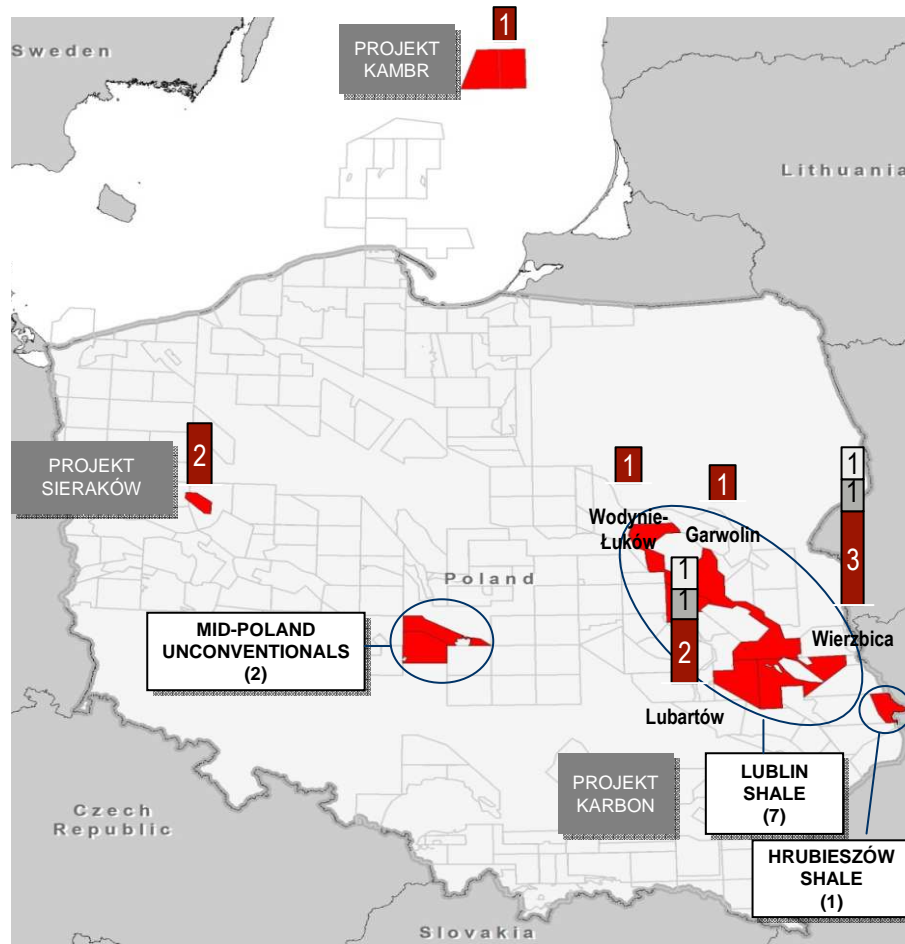 1
Sweden
PROJEKT
KAMBR
Lithuania
2
PROJEKT
SIERAKÓW
1
1
1
1
3
Wodynie-
Łuków
Garwolin
1
1
2
Poland
MID-POLAND
UNCONVENTIONALS
(2)
Wierzbica
Lubartów
PROJEKT
KARBON
LUBLIN
SHALE
(7)
HRUBIESZÓW
SHALE
(1)
Czech
Republic
Slovakia